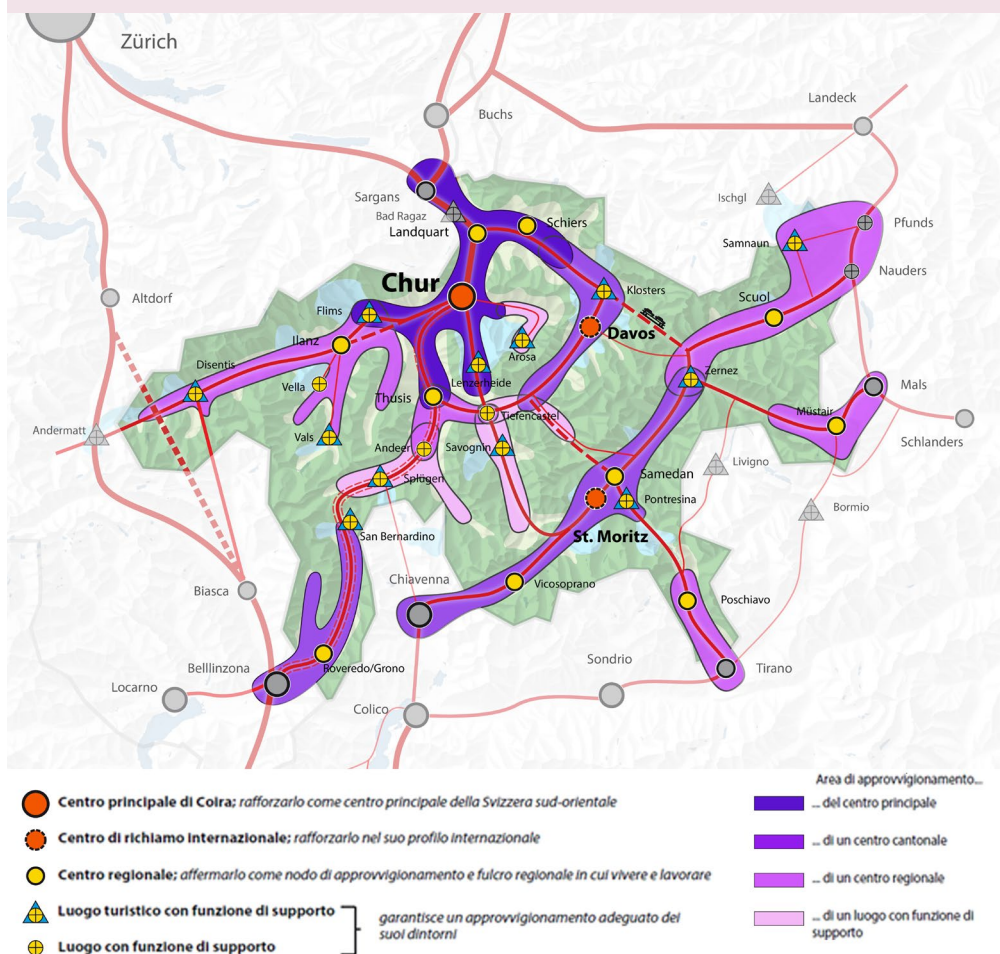 Zürich
Buchs
Landeck
Ischgl
Sargans
Bad Ragaz
Landquart
Schiers
Pfunds
Samnaun
Nauders
Chur
Klosters
Scuol
Altdorf
Flims
Davos
Ilanz
Arosa
Disentis
Zernez
Vella
Lenzerheide
Mals
Thusis
Tiefencastel
Müstair
Andermatt
Vals
Andeer
Savognin
Schlanders
Livigno
Splügen
Samedan
Pontresina
Bormio
San Bernardino
St. Moritz
Chiavenna
Vicosoprano
Biasca
Poschiavo
Roveredo/Grono
Belllinzona
Sondrio
Tirano
Locarno
Colico
Centro principale di Coira; rafforzarlo come centro principale della Svizzera sud-orientale
Centro di richiamo internazionale; rafforzarlo nel suo profilo internazionale
Centro regionale; affermarlo come nodo di approvvigionamento e fulcro regionale in cui vivere e lavorare
Luogo turistico con funzione di supporto
Luogo con funzione di supporto
garantisce un approvvigionamento adeguato dei
suoi dintorni
Area di approvvigionamento...
... del centro principale
... di un centro cantonale
... di un centro regionale
... di un luogo con funzione di
supporto